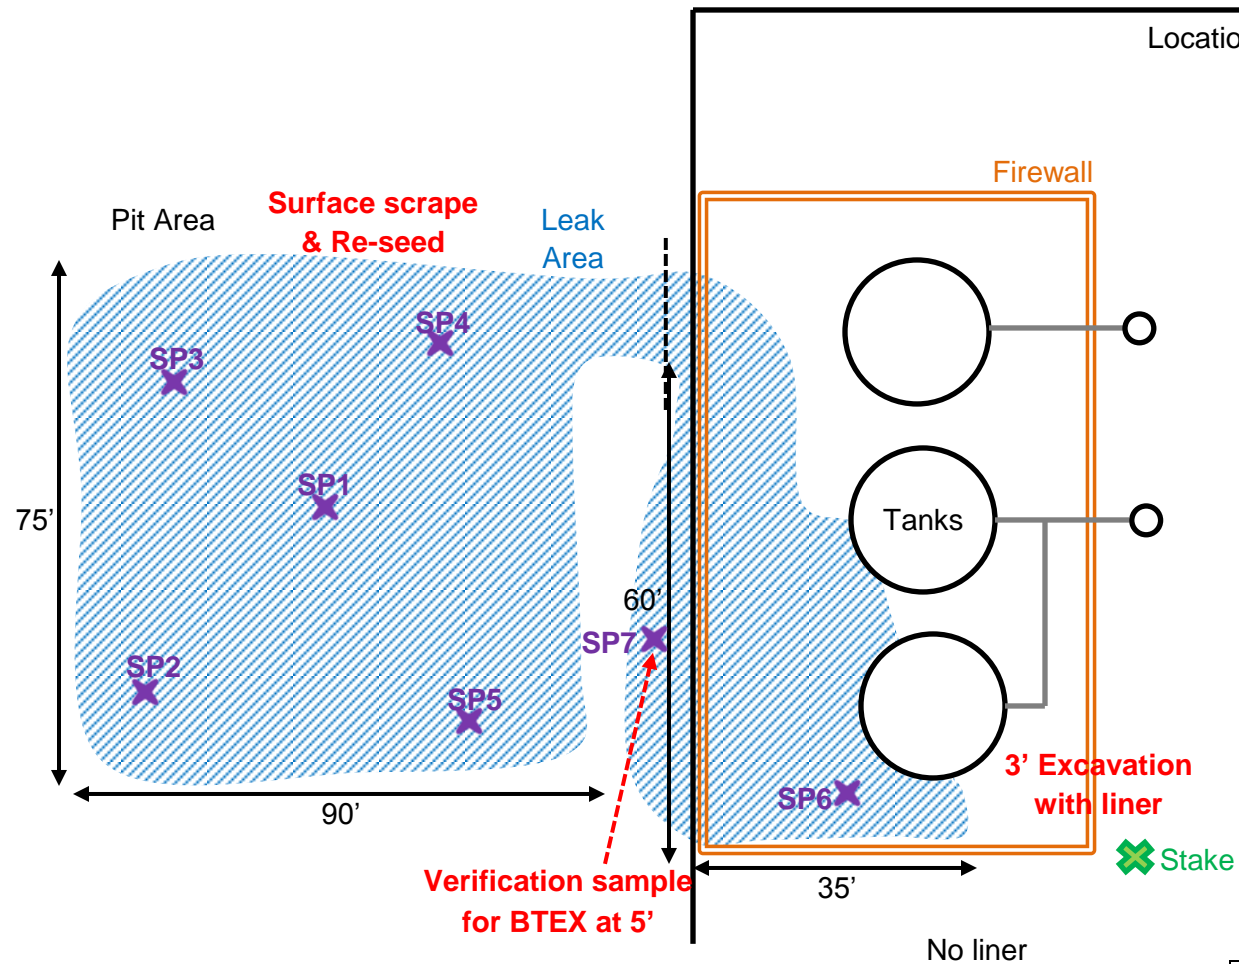 Locatio
Firewall
Pit Area
Surface scrape
& Re-seed
Leak
Area
SP4
SP3
SP1
75’
Tanks
60’
SP7
SP2
SP5
3’ Excavation
with liner
SP6
90’
Stake
Verification sample
for BTEX at 5’
35’
No liner